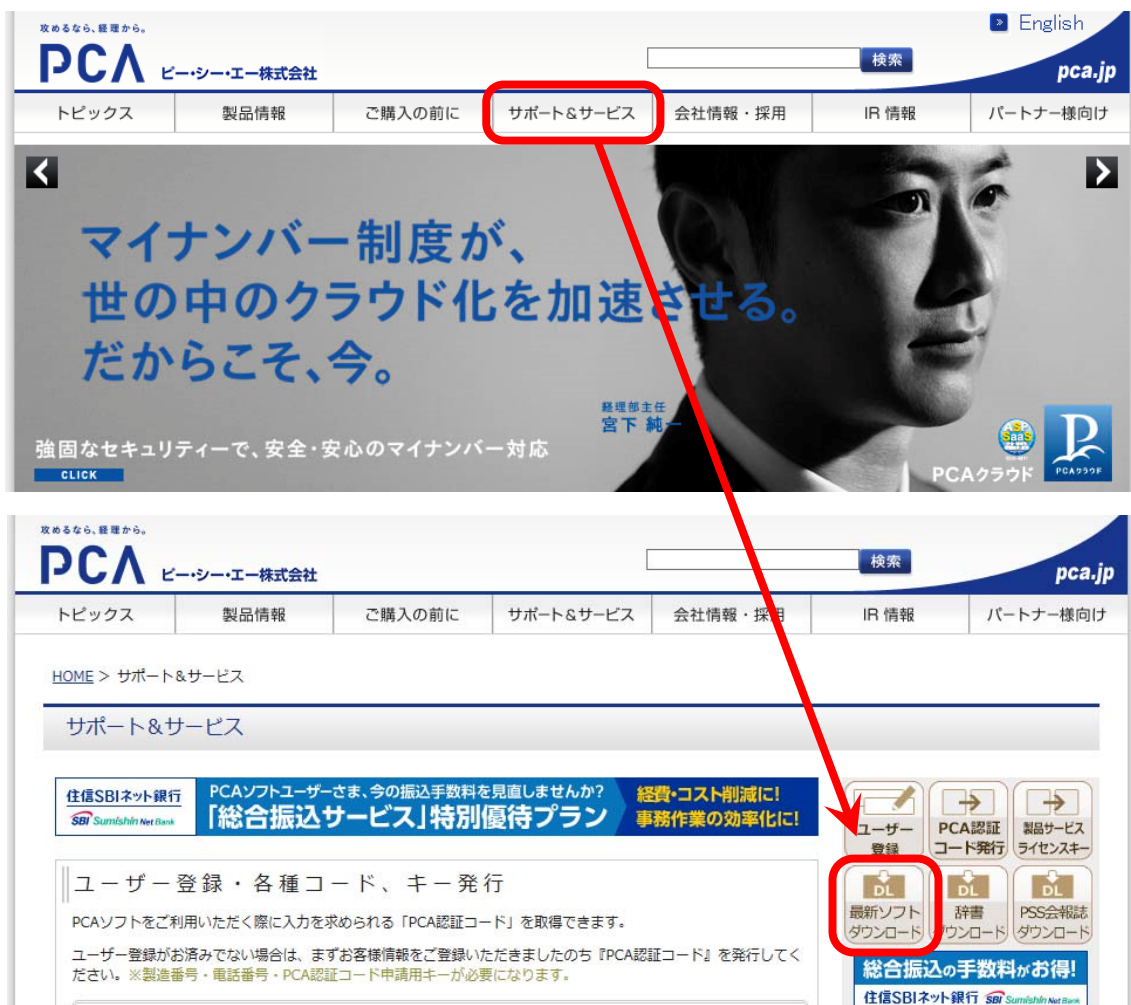 攻めるなら、経理から。
English
PCA ピー・シー・エー株式会社
検索
pca.jp
トピックス 製品情報 ご購入の前に サポート&サービス 会社情報・採用 IR 情報 パートナー様向け
マイナンバー制度が、
世の中のクラウド化を加速させる。
だからこそ、今。
経理部主任
宮下 純一
強固なセキュリティーで、安全・安心のマイナンバー対応
CLICK
ASP
SaaS
PCAクラウド
P
PCAクラウド
攻めるなら、経理から。
PCA ピー・シー・エー株式会社
検索
pca.jp
トピックス 製品情報 ご購入の前に サポート&サービス 会社情報・採用 IR 情報 パートナー様向け
HOME > サポート&サービス
サポート&サービス
住信SBIネット銀行
SBI Sumishin Net Bank
PCAソフトユーザーさま、今の振込手数料を見直しませんか?
「総合振込サービス」特別優待プラン
経費・コスト削減に!
事務作業の効率化に!
ユーザー
登録
PCA認証
コード発行
製品サービス
ライセンスキー
ユーザー登録・各種コード、キー発行
PCAソフトをご利用いただく際に入力を求められる「PCA認証コード」を取得できます。
ユーザー登録がお済みでない場合は、まずお客様情報をご登録いただきましたのち『PCA認証コード』を発行してく
ださい。※製造番号・電話番号・PCA認証コード申請用キーが必要になります。
DL
最新ソフト
ダウンロード
DL
辞書
ダウンロード
DL
PSS会報誌
ダウンロード
総合振込の手数料がお得!
住信SBIネット銀行 SBI Sumishin Net Bank